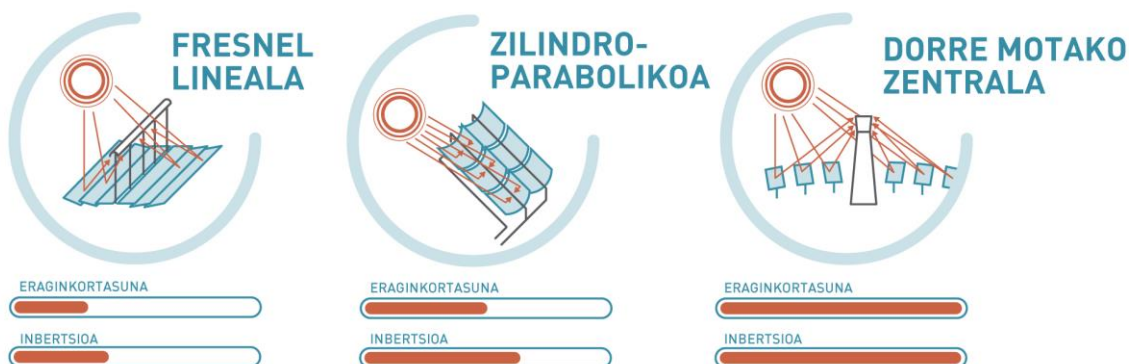 FRESNEL
LINEALA
ERAGINKORTASUNA
INBERTSIOA
ZILINDRO-
PARABOLIKOA
ERAGINKORTASUNA
INBERTSIOA
DORRE MOTAKO
ZENTRALA
ERAGINKORTASUNA
INBERTSIOA